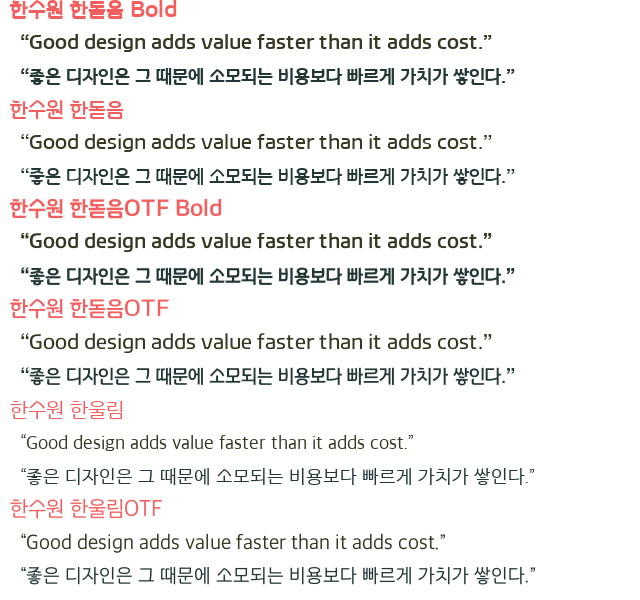 한수원 한돋움 Bold
“Good design adds value faster than it adds cost.”
“좋은 디자인은 그 때문에 소모되는 비용보다 빠르게 가치가 쌓인다.”
한수원 한돋움
“Good design adds value faster than it adds cost.”
“좋은 디자인은 그 때문에 소모되는 비용보다 빠르게 가치가 쌓인다.”
한수원 한돋움OTF Bold
“Good design adds value faster than it adds cost.”
“좋은 디자인은 그 때문에 소모되는 비용보다 빠르게 가치가 쌓인다.”
한수원 한돋움OTF
“Good design adds value faster than it adds cost.”
“좋은 디자인은 그 때문에 소모되는 비용보다 빠르게 가치가 쌓인다.”
한수원 한울림
“Good design adds value faster than it adds cost.”
“좋은 디자인은 그 때문에 소모되는 비용보다 빠르게 가치가 쌓인다.”
한수원 한울림OTF
“Good design adds value faster than it adds cost.”
“좋은 디자인은 그 때문에 소모되는 비용보다 빠르게 가치가 쌓인다.”